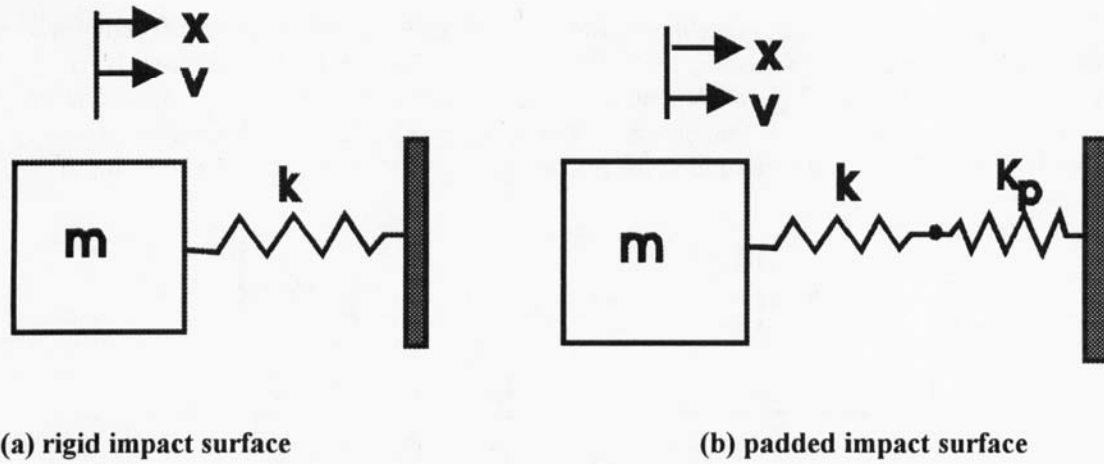 x
v
k
m
(a) rigid impact surface
x
v
k
Kp
m
(b) padded impact surface